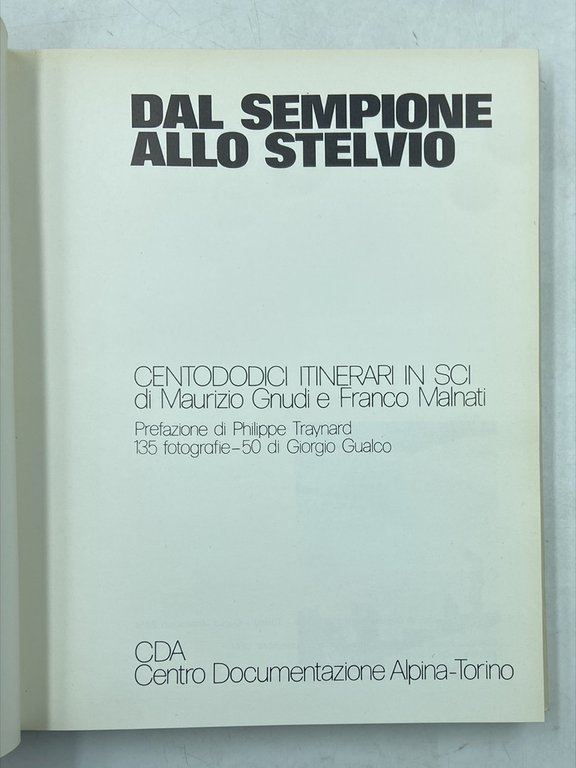 DAL SEMPIONE
ALLO STELVIO
CENTODODICI ITINERARI IN SCI
di Maurizio Gnudi e Franco Malnati
Prefazione di Philippe Traynard
135 fotografie–50 di Giorgio Gualco
CDA
Centro Documentazione Alpina-Torino